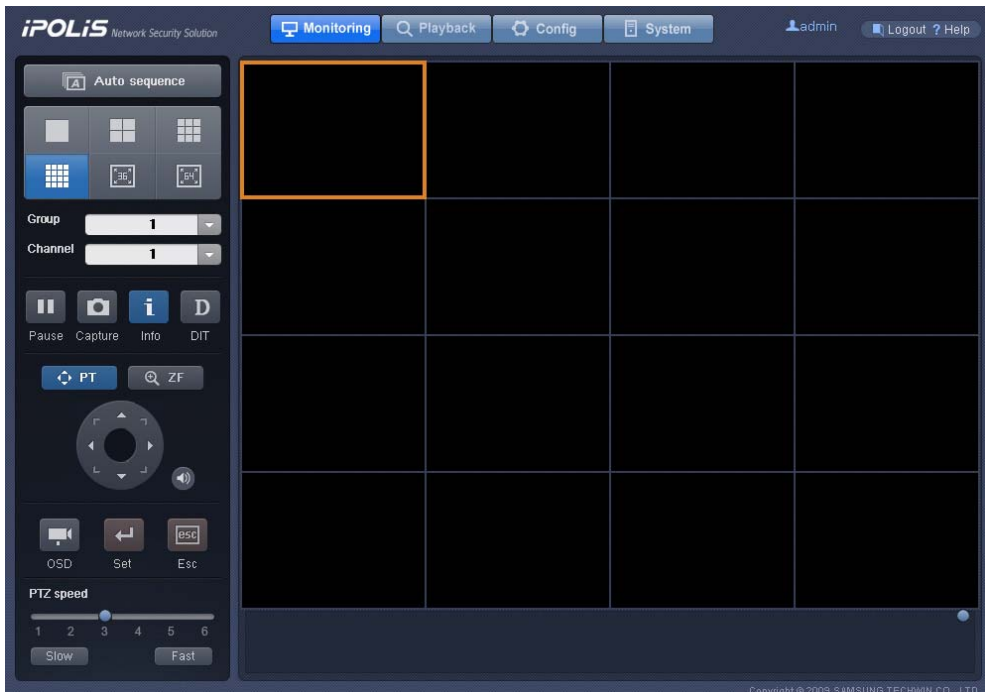 iPOLiS Network Security Solution
Monitoring
Playback
Config
System
admin
Logout ? Help
A Auto sequence
36
64
Group 1
Channel 1
i
D
Pause Capture Info DIT
PT
ZF
esc
OSD Set Esc
PTZ speed
1 2 3 4 5 6
Slow Fast
Copyright @ 2009 SAMSUNG TECHWIN CO., LTD